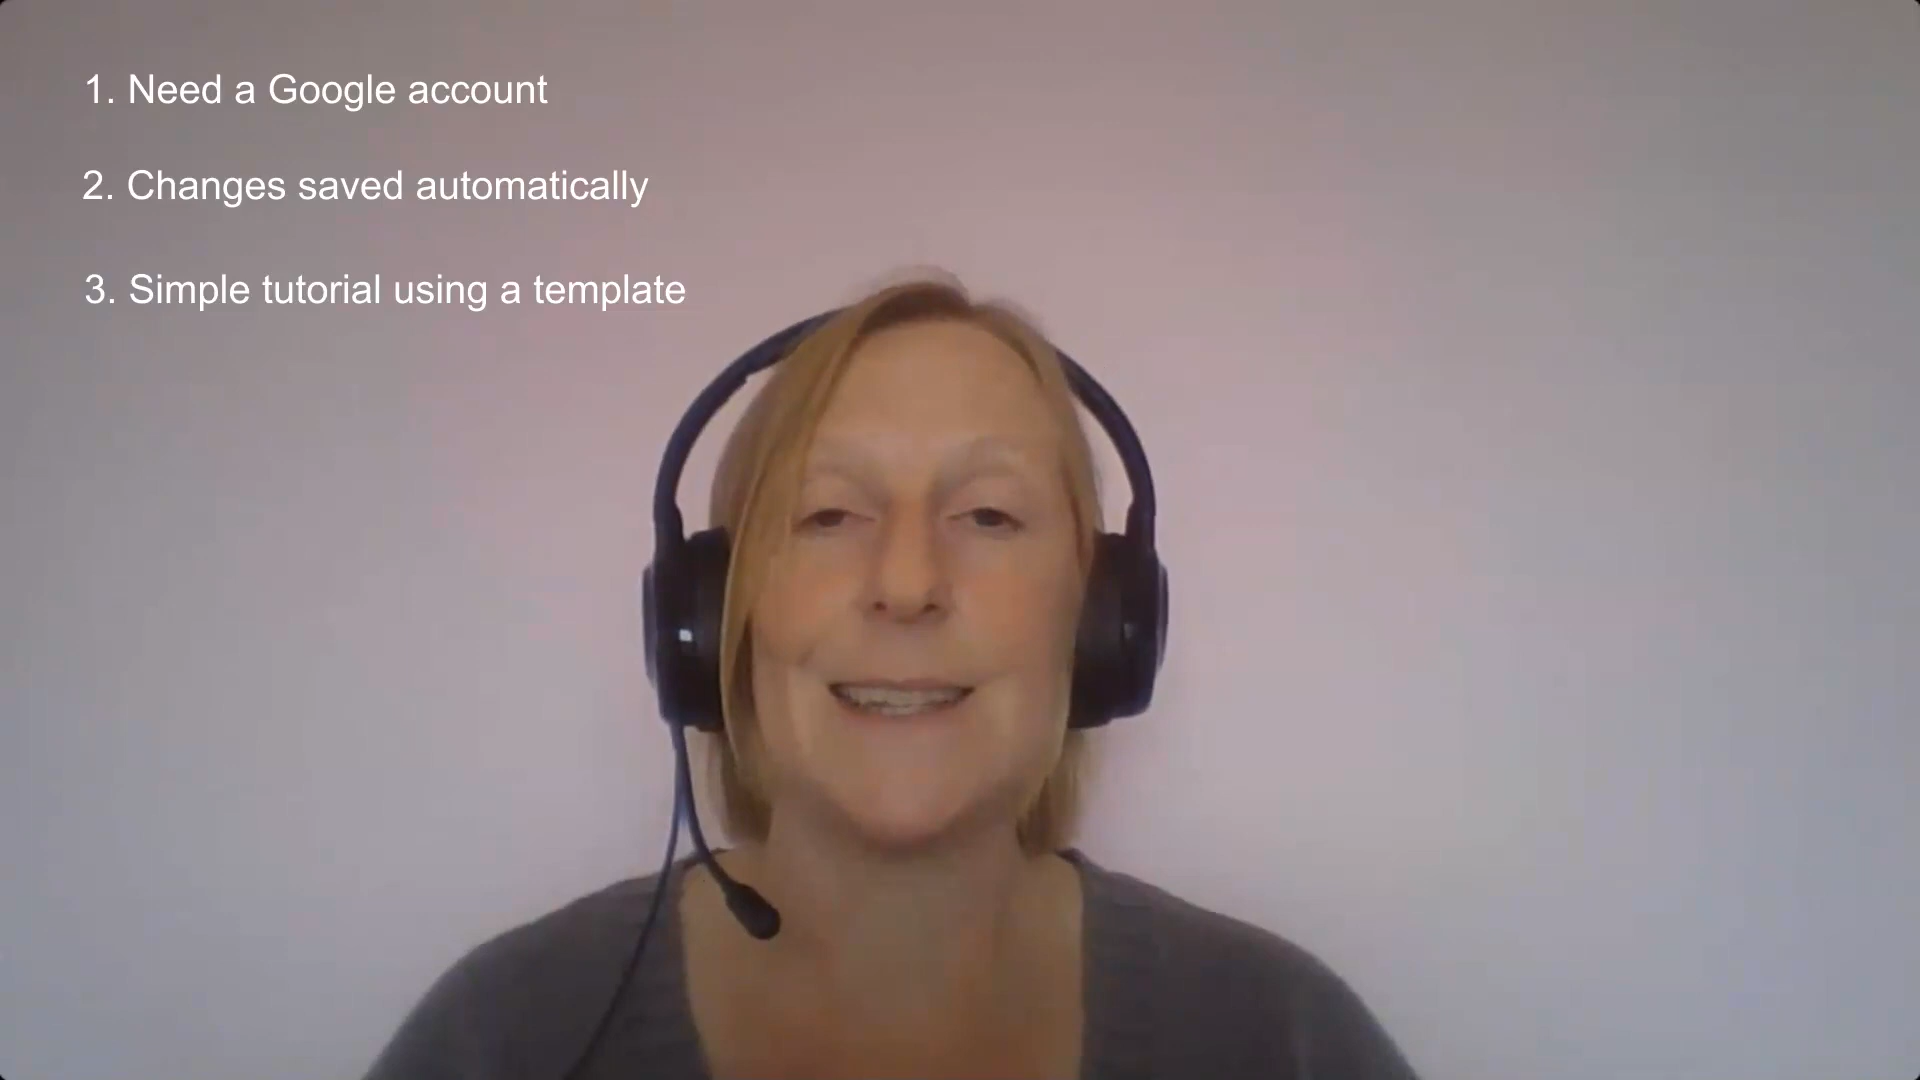 1. Need a Google account
2. Changes saved automatically
3. Simple tutorial using a template